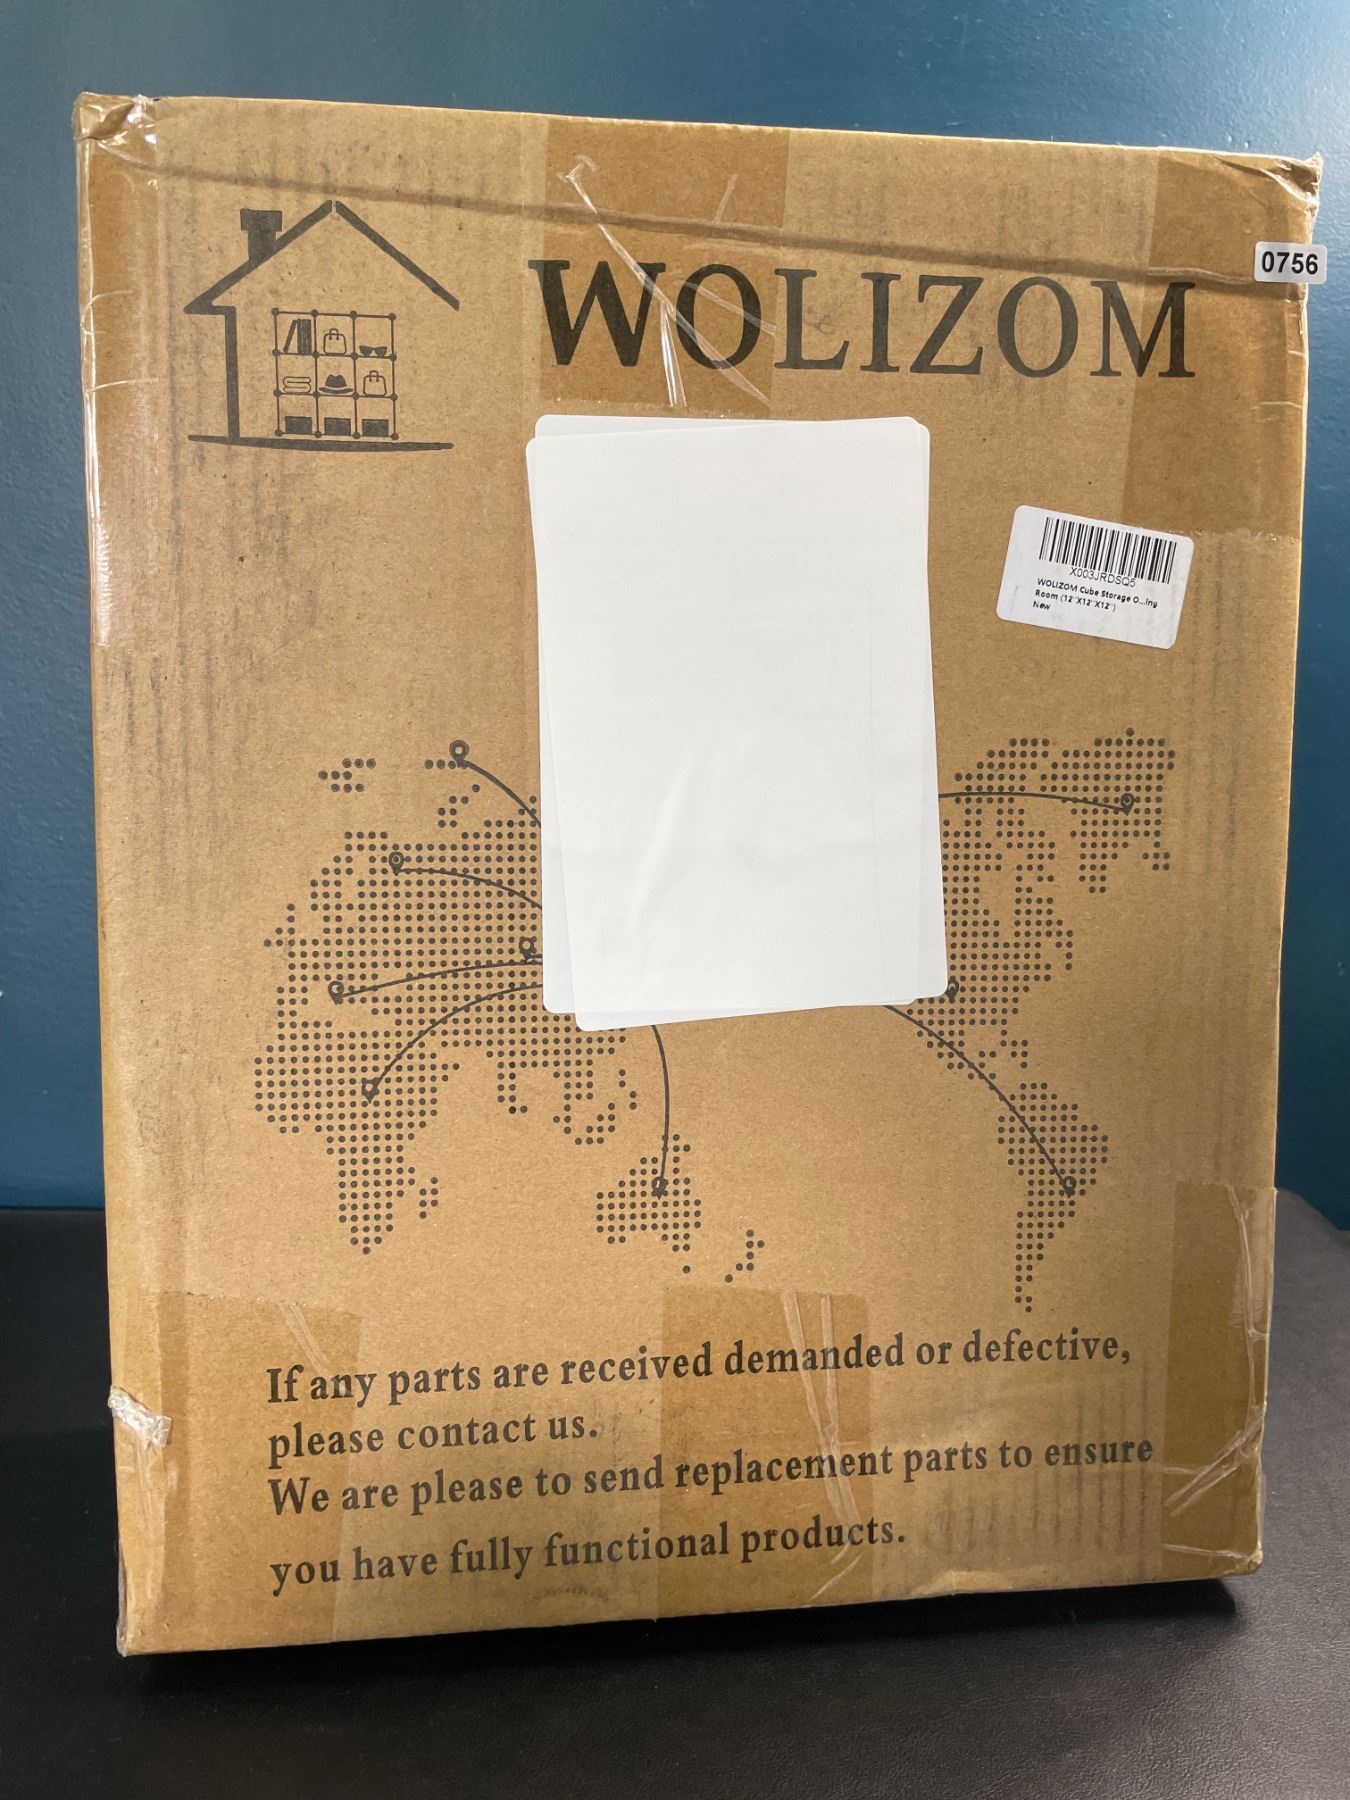 WOLIZOM
0756
X003JRDSQ5
WOLIZOM Cube Storage O...ing
Room (12"X12"X12")
New
If any parts are received demanded or defective,
please contact us.
We are please to send replacement parts to ensure
you have fully functional products.